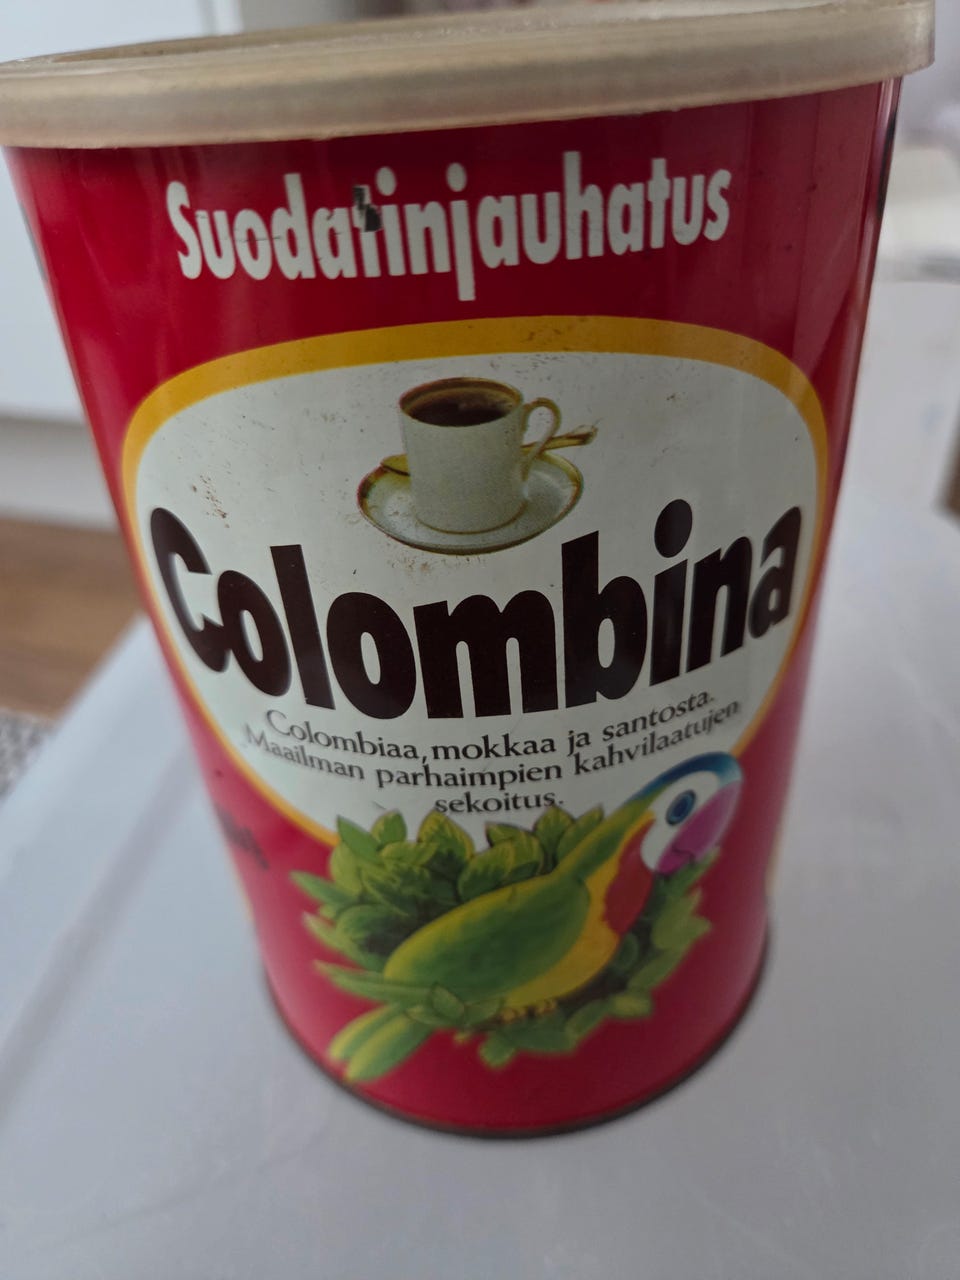 Suodatinjauhatus
Colombina
Colombiaa, mokkaa ja santosta.
Maailman parhaimpien kahvilaatujen
sekoitus.